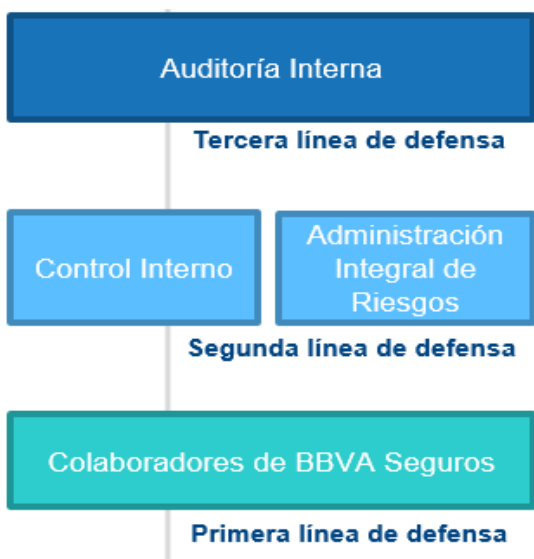 Auditoría Interna
Tercera línea de defensa
Control Interno
Administración
Integral de
Riesgos
Segunda línea de defensa
Colaboradores de BBVA Seguros
Primera línea de defensa